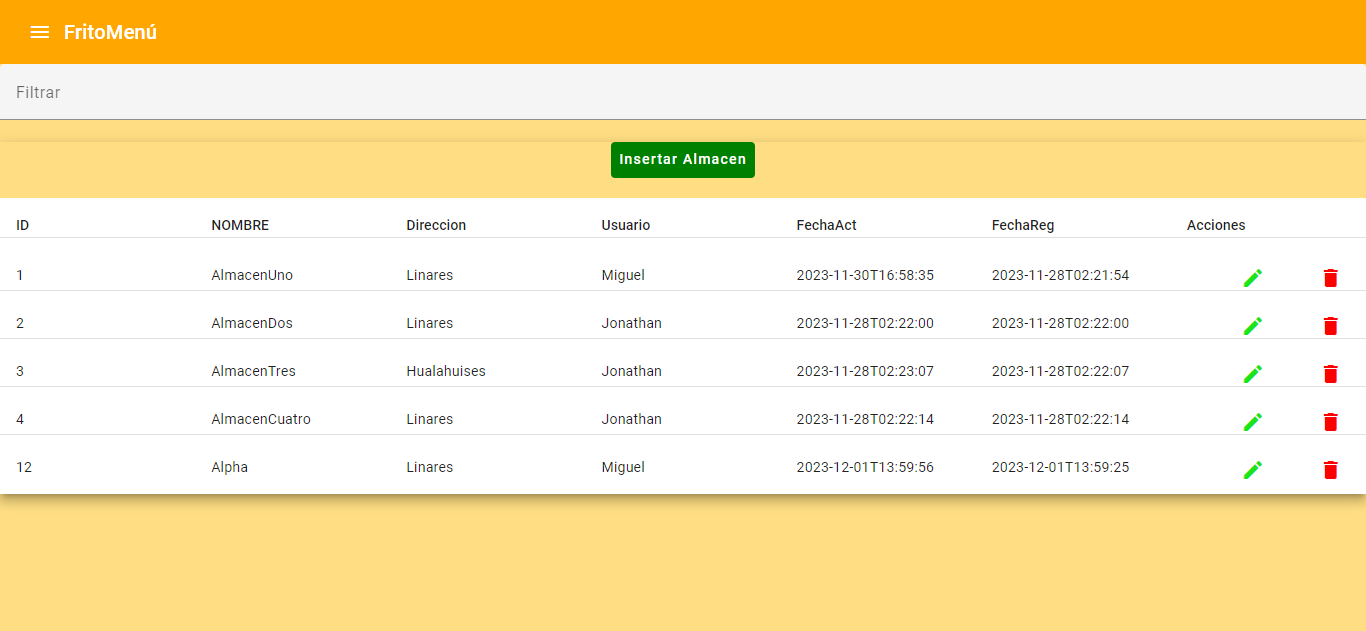 FritoMenú
Filtrar
Insertar Almacen
ID NOMBRE Direccion Usuario FechaAct FechaReg Acciones
1 AlmacenUno Linares Miguel 2023-11-30T16:58:35 2023-11-28T02:21:54
2 AlmacenDos Linares Jonathan 2023-11-28T02:22:00 2023-11-28T02:22:00
3 AlmacenTres Hualahuises Jonathan 2023-11-28T02:23:07 2023-11-28T02:22:07
4 AlmacenCuatro Linares Jonathan 2023-11-28T02:22:14 2023-11-28T02:22:14
12 Alpha Linares Miguel 2023-12-01T13:59:56 2023-12-01T13:59:25